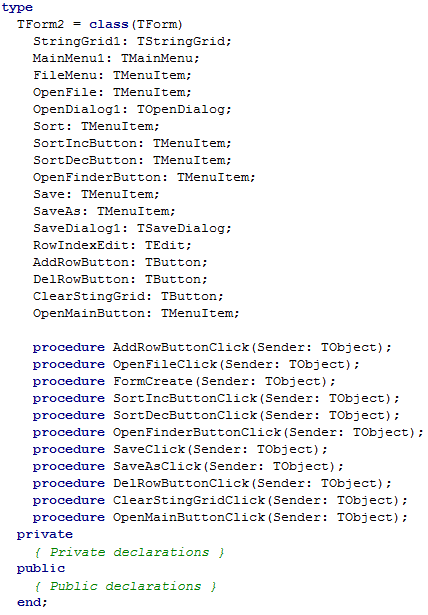 type
  TForm2 = class(TForm)
    StringGrid1: TStringGrid;
    MainMenu1: TMainMenu;
    FileMenu: TMenuItem;
    OpenFile: TMenuItem;
    OpenDialog1: TOpenDialog;
    Sort: TMenuItem;
    SortIncButton: TMenuItem;
    SortDecButton: TMenuItem;
    OpenFinderButton: TMenuItem;
    Save: TMenuItem;
    SaveAs: TMenuItem;
    SaveDialog1: TSaveDialog;
    RowIndexEdit: TEdit;
    AddRowButton: TButton;
    DelRowButton: TButton;
    ClearStingGrid: TButton;
    OpenMainButton: TMenuItem;

    procedure AddRowButtonClick(Sender: TObject);
    procedure OpenFileClick(Sender: TObject);
    procedure FormCreate(Sender: TObject);
    procedure SortIncButtonClick(Sender: TObject);
    procedure SortDecButtonClick(Sender: TObject);
    procedure OpenFinderButtonClick(Sender: TObject);
    procedure SaveClick(Sender: TObject);
    procedure SaveAsClick(Sender: TObject);
    procedure DelRowButtonClick(Sender: TObject);
    procedure ClearStingGridClick(Sender: TObject);
    procedure OpenMainButtonClick(Sender: TObject);
  private
    { Private declarations }
  public
    { Public declarations }
  end;